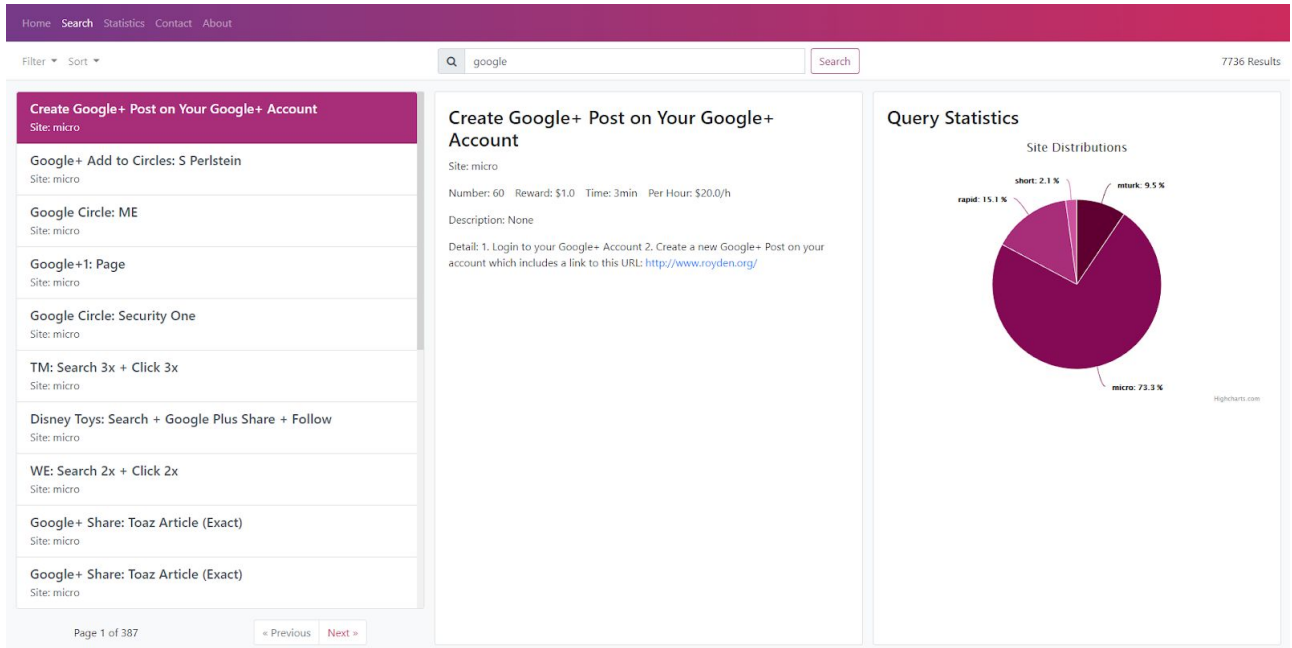 Home Search Statistics Contact About
Filter Sort
google
Search
7736 Results
Create Google+ Post on Your Google+ Account
Site: micro
Google+ Add to Circles: S Perlstein
Site: micro
Google Circle: ME
Site: micro
Google+1: Page
Site: micro
Google Circle: Security One
Site: micro
TM: Search 3x + Click 3x
Site: micro
Disney Toys: Search + Google Plus Share + Follow
Site: micro
WE: Search 2x + Click 2x
Site: micro
Google+ Share: Toaz Article (Exact)
Site: micro
Google+ Share: Toaz Article (Exact)
Site: micro
Page 1 of 387
« Previous Next »
Create Google+ Post on Your Google+
Account
Site: micro
Number: 60 Reward: $1.0 Time: 3min Per Hour: $20.0/h
Description: None
Detail: 1. Login to your Google+ Account 2. Create a new Google+ Post on your
account which includes a link to this URL: http://www.royden.org/
Query Statistics
Site Distributions
short: 2.1 %
mturk: 9.5 %
rapid: 15.1 %
micro: 73.3 %
Highcharts.com